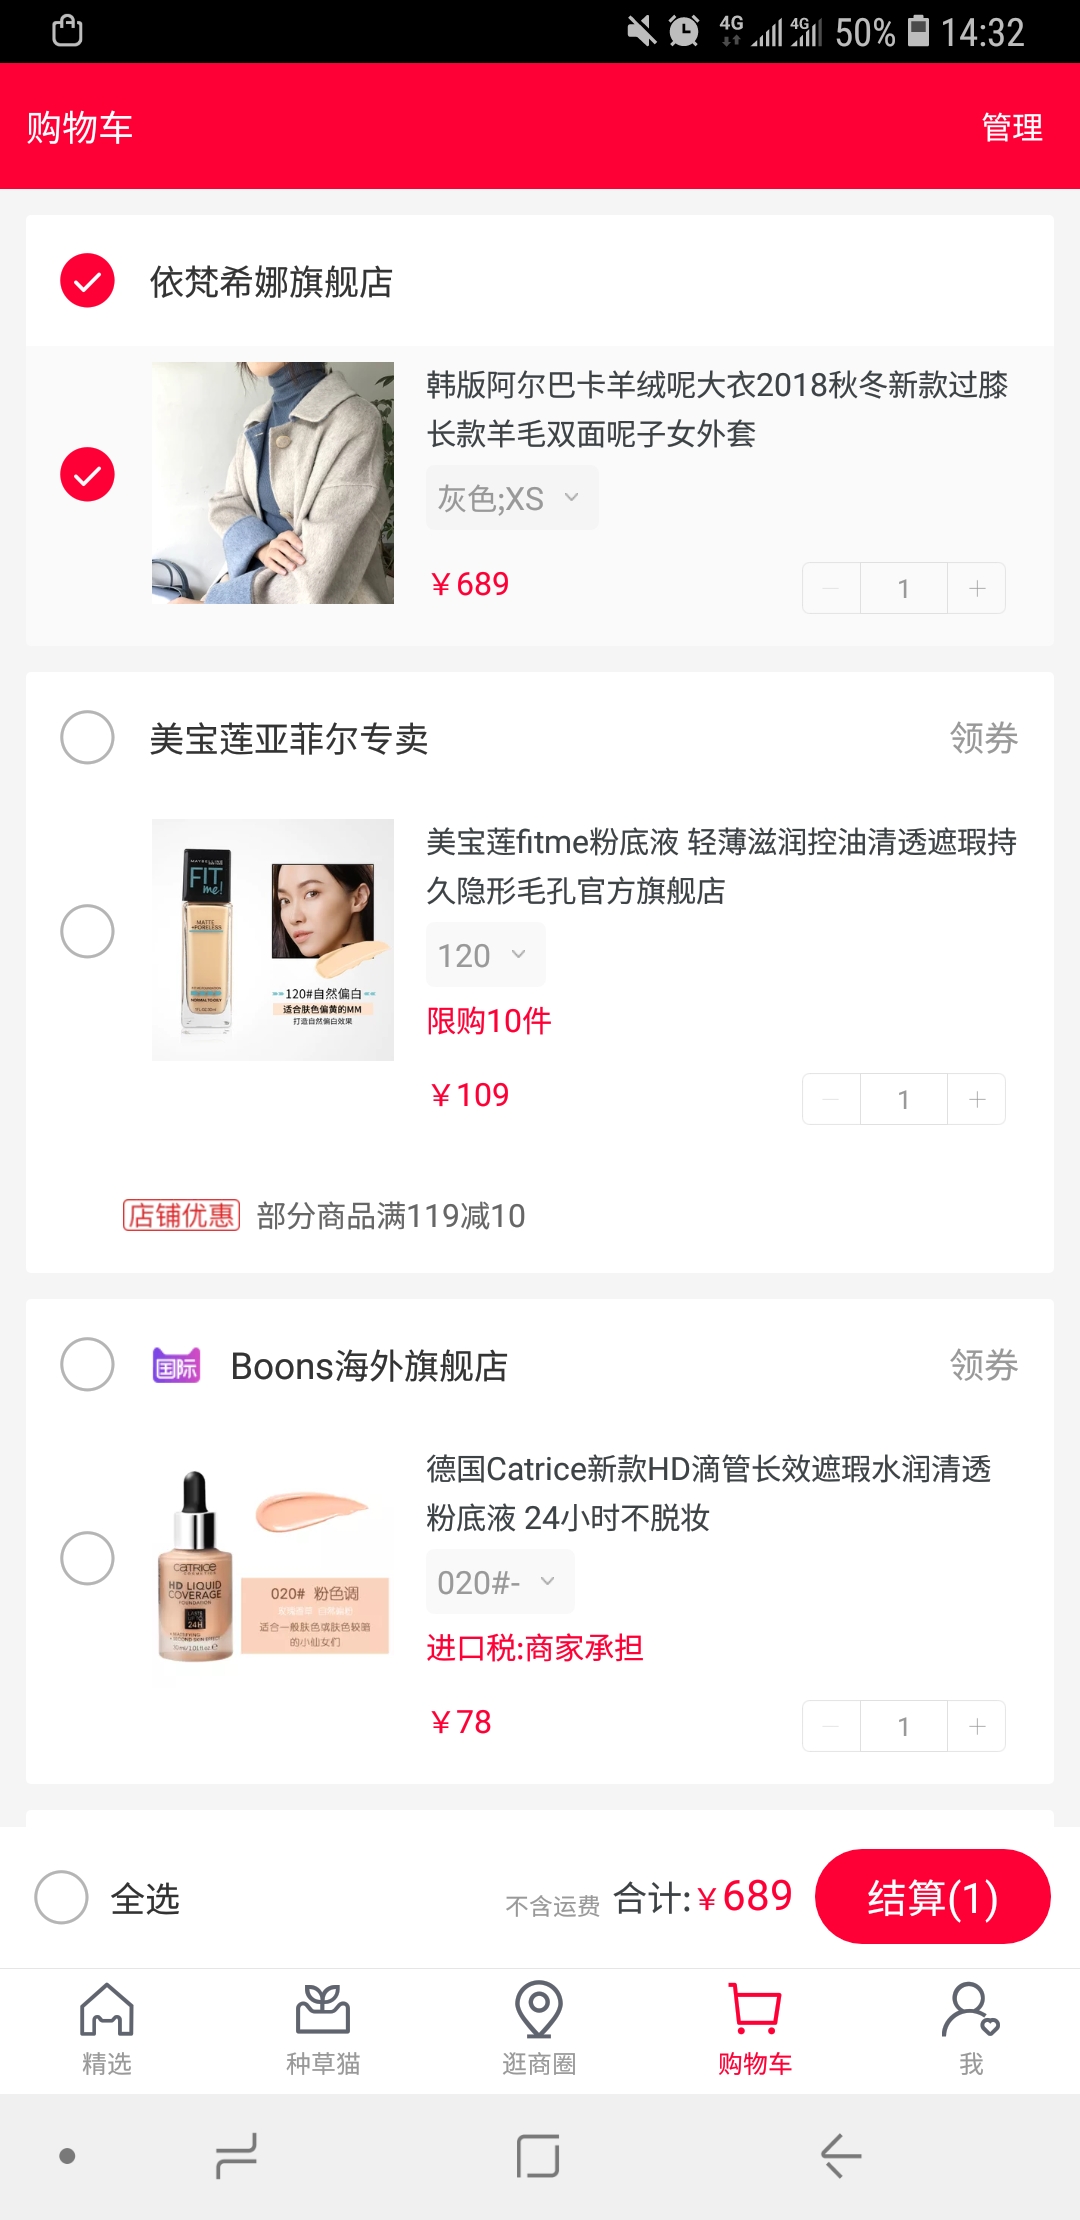 4G 4G 50% 14:32
购物车 管理
依梵希娜旗舰店
韩版阿尔巴卡羊绒呢大衣2018秋冬新款过膝
长款羊毛双面呢子女外套
灰色;XS
￥689
1
美宝莲亚菲尔专卖 领券
美宝莲fitme粉底液 轻薄滋润控油清透遮瑕持
久隐形毛孔官方旗舰店
MAYBELLINE
FIT
me!
MATTE
+PORELESS
120#自然偏白
适合肤色偏黄的MM
打造自然偏白效果
120
限购10件
￥109
1
店铺优惠 部分商品满119减10
国际 Boons海外旗舰店 领券
德国Catrice新款HD滴管长效遮瑕水润清透
粉底液 24小时不脱妆
CATRICE
COSMETICS
HD LIQUID
COVERAGE
FOUNDATION
24H
020# 粉色调
适合一般肤色或肤色较暗
的小仙女们
020#-
进口税:商家承担
￥78
1
全选 不含运费 合计:￥689 结算(1)
精选 种草猫 逛商圈 购物车 我